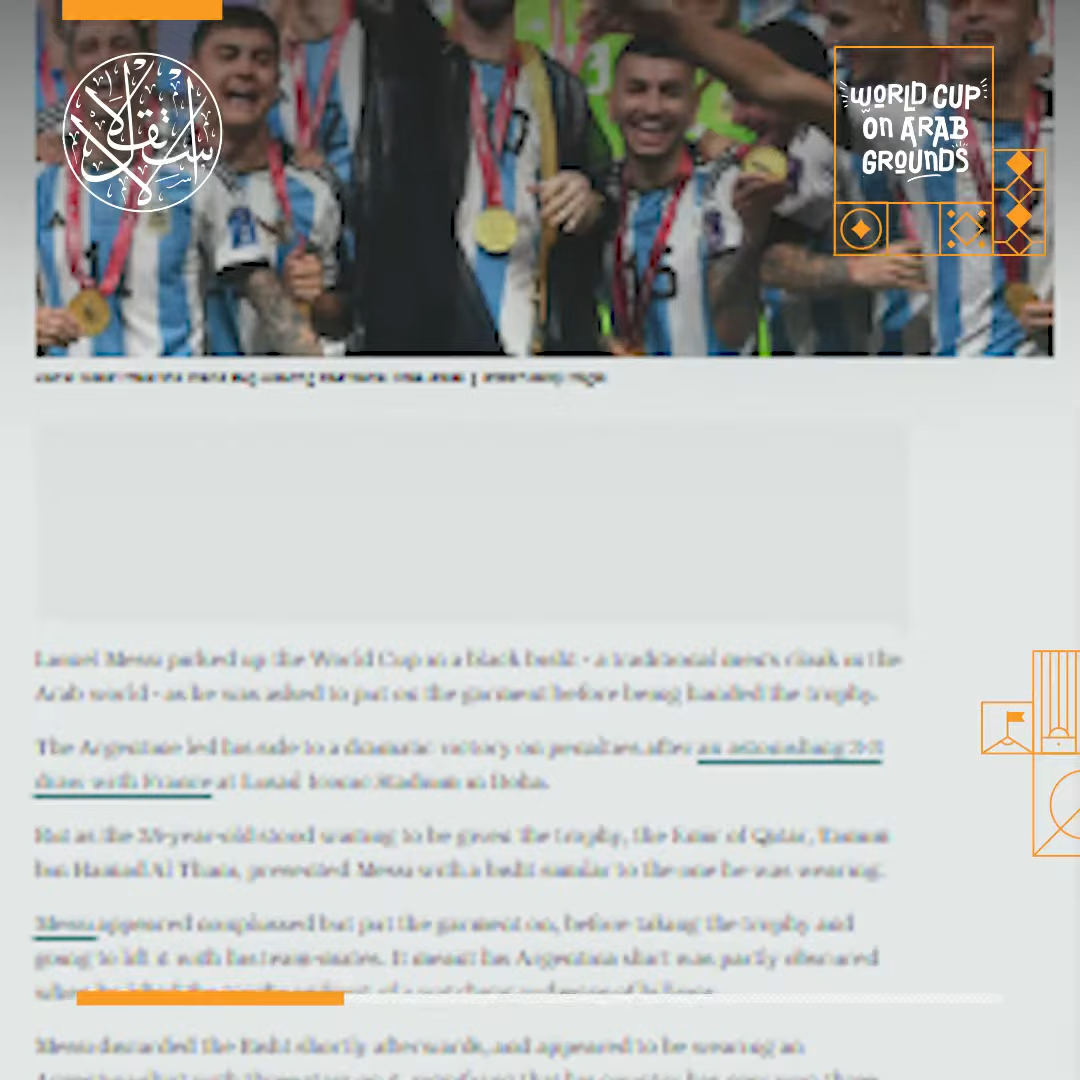 الاستقلال
WORLD CUP
ON ARAB
GROUNDS
Lionel Messi picked up the World Cup in a black bisht - a traditional men's cloak in the
Arab world - as he was asked to put on the garment before being handed the trophy.
The Argentine led his side to a dramatic victory on penalties after an astonishing 3-3
draw with France at Lusail Iconic Stadium in Doha.
But as the 35-year-old stood waiting to be given the trophy, the Emir of Qatar, Tamim
bin Hamad Al Thani, presented Messi with a bisht similar to the one he was wearing.
Messi appeared nonplussed but put the garment on, before taking the trophy and
going to lift it with his team-mates. It meant his Argentina shirt was partly obscured
Messi discarded the Bisht shortly afterwards, and appeared to be wearing an